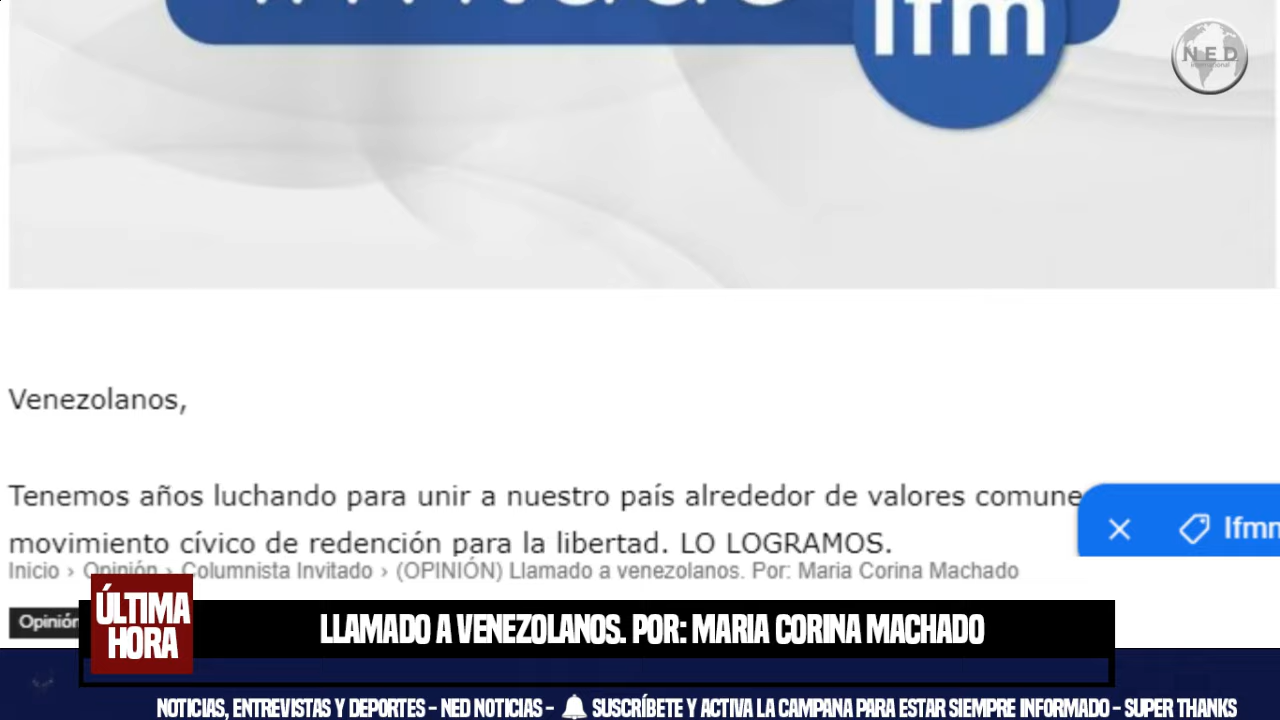 lfm
NED
International
Venezolanos,
Tenemos años luchando para unir a nuestro país alrededor de valores comune
movimiento cívico de redención para la libertad. LO LOGRAMOS.
lfmn
Inicio › Opinión › Columnista Invitado › (OPINIÓN) Llamado a venezolanos. Por: Maria Corina Machado
Opinión
ÚLTIMA
HORA
LLAMADO A VENEZOLANOS. POR: MARIA CORINA MACHADO
NOTICIAS, ENTREVISTAS Y DEPORTES - NED NOTICIAS - SUSCRÍBETE Y ACTIVA LA CAMPANA PARA ESTAR SIEMPRE INFORMADO - SUPER THANKS